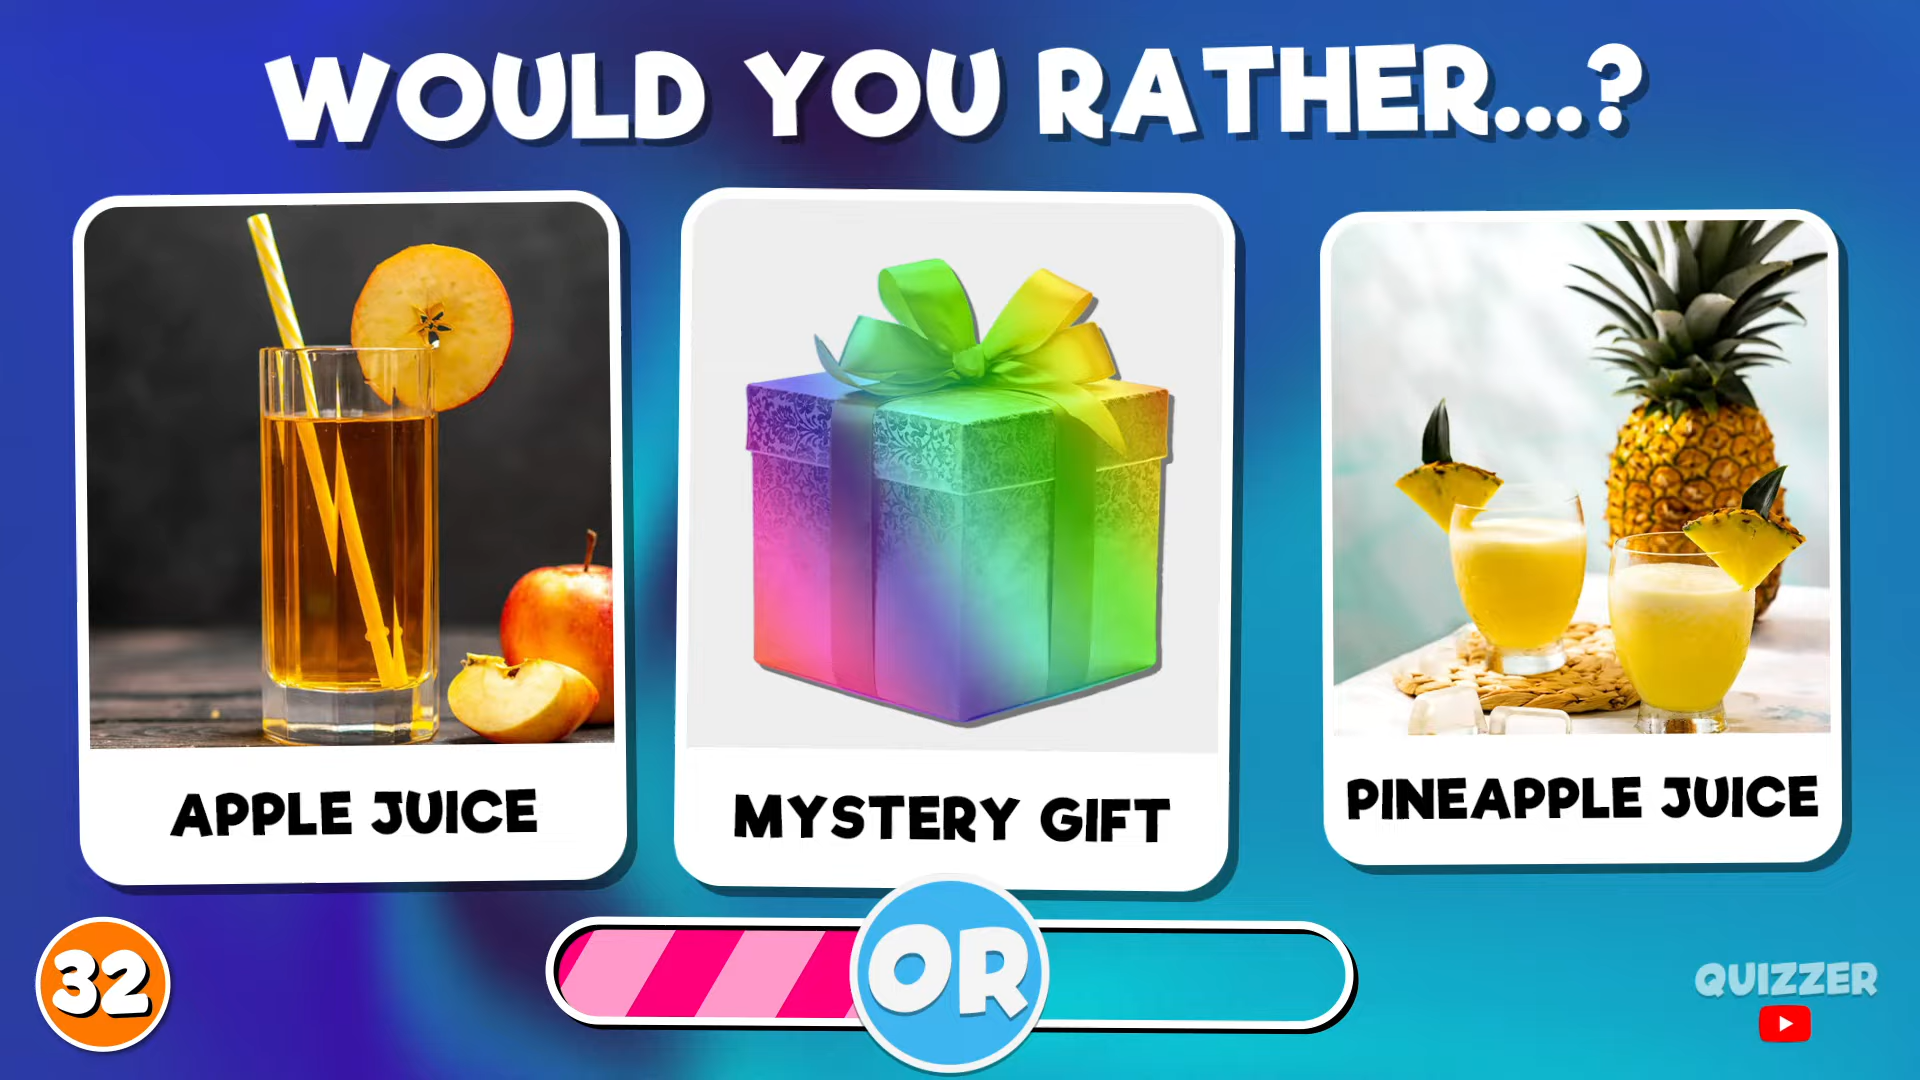 WOULD YOU RATHER...?
APPLE JUICE
MYSTERY GIFT
PINEAPPLE JUICE
32
OR
QUIZZER